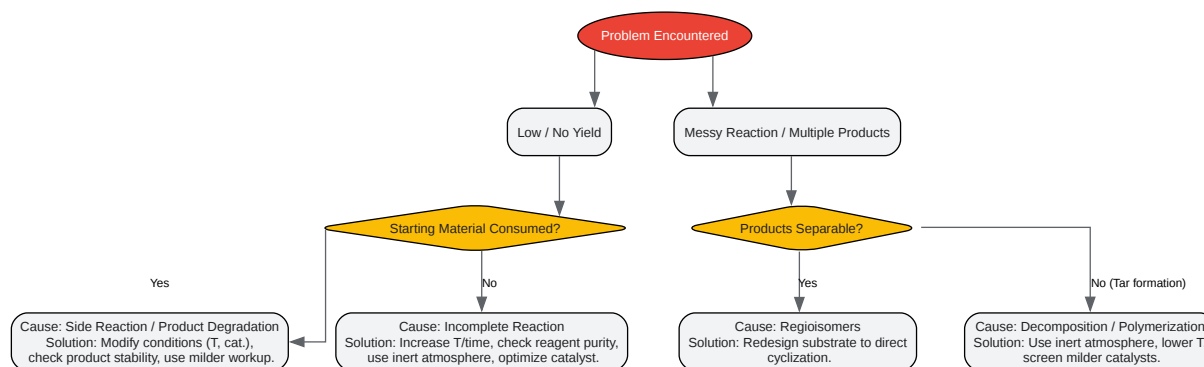 Problem Encountered
Low / No Yield
Messy Reaction / Multiple Products
Starting Material Consumed?
Products Separable?
Yes
No
Yes
No (Tar formation)
Cause: Side Reaction / Product Degradation
Solution: Modify conditions (T, cat.),
check product stability, use milder workup.
Cause: Incomplete Reaction
Solution: Increase T/time, check reagent purity,
use inert atmosphere, optimize catalyst.
Cause: Regioisomers
Solution: Redesign substrate to direct
cyclization.
Cause: Decomposition / Polymerization
Solution: Use inert atmosphere, lower T
screen milder catalysts.